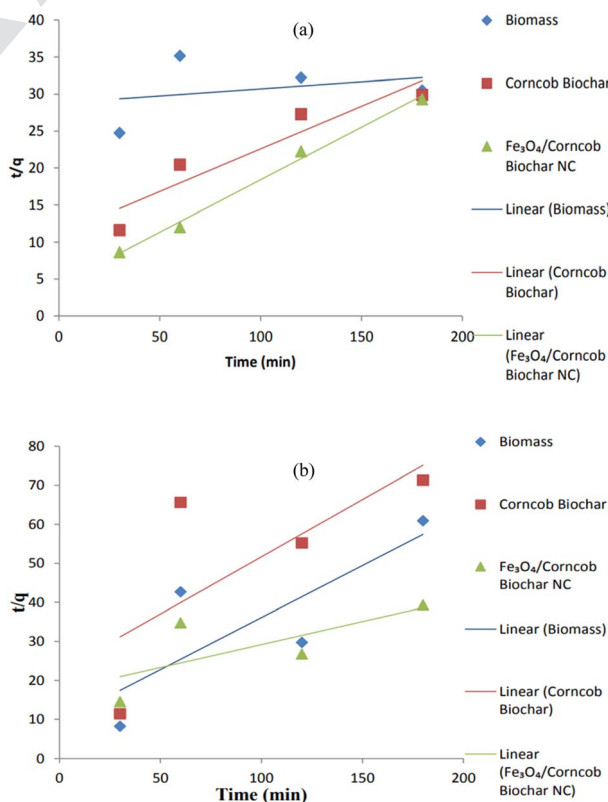 (a)
40
35
30
25
20
15
10
5
0
t/q
0 50 100 150 200
Time (min)
Biomass
Corncob Biochar
Fe₃O₄/Corncob
Biochar NC
Linear (Biomass)
Linear (Corncob
Biochar)
Linear
(Fe₃O₄/Corncob
Biochar NC)
(b)
80
70
60
50
40
30
20
10
0
t/q
0 50 100 150 200
Time (min)
Biomass
Corncob Biochar
Fe₃O₄/Corncob
Biochar NC
Linear (Biomass)
Linear (Corncob
Biochar)
Linear
(Fe₃O₄/Corncob
Biochar NC)